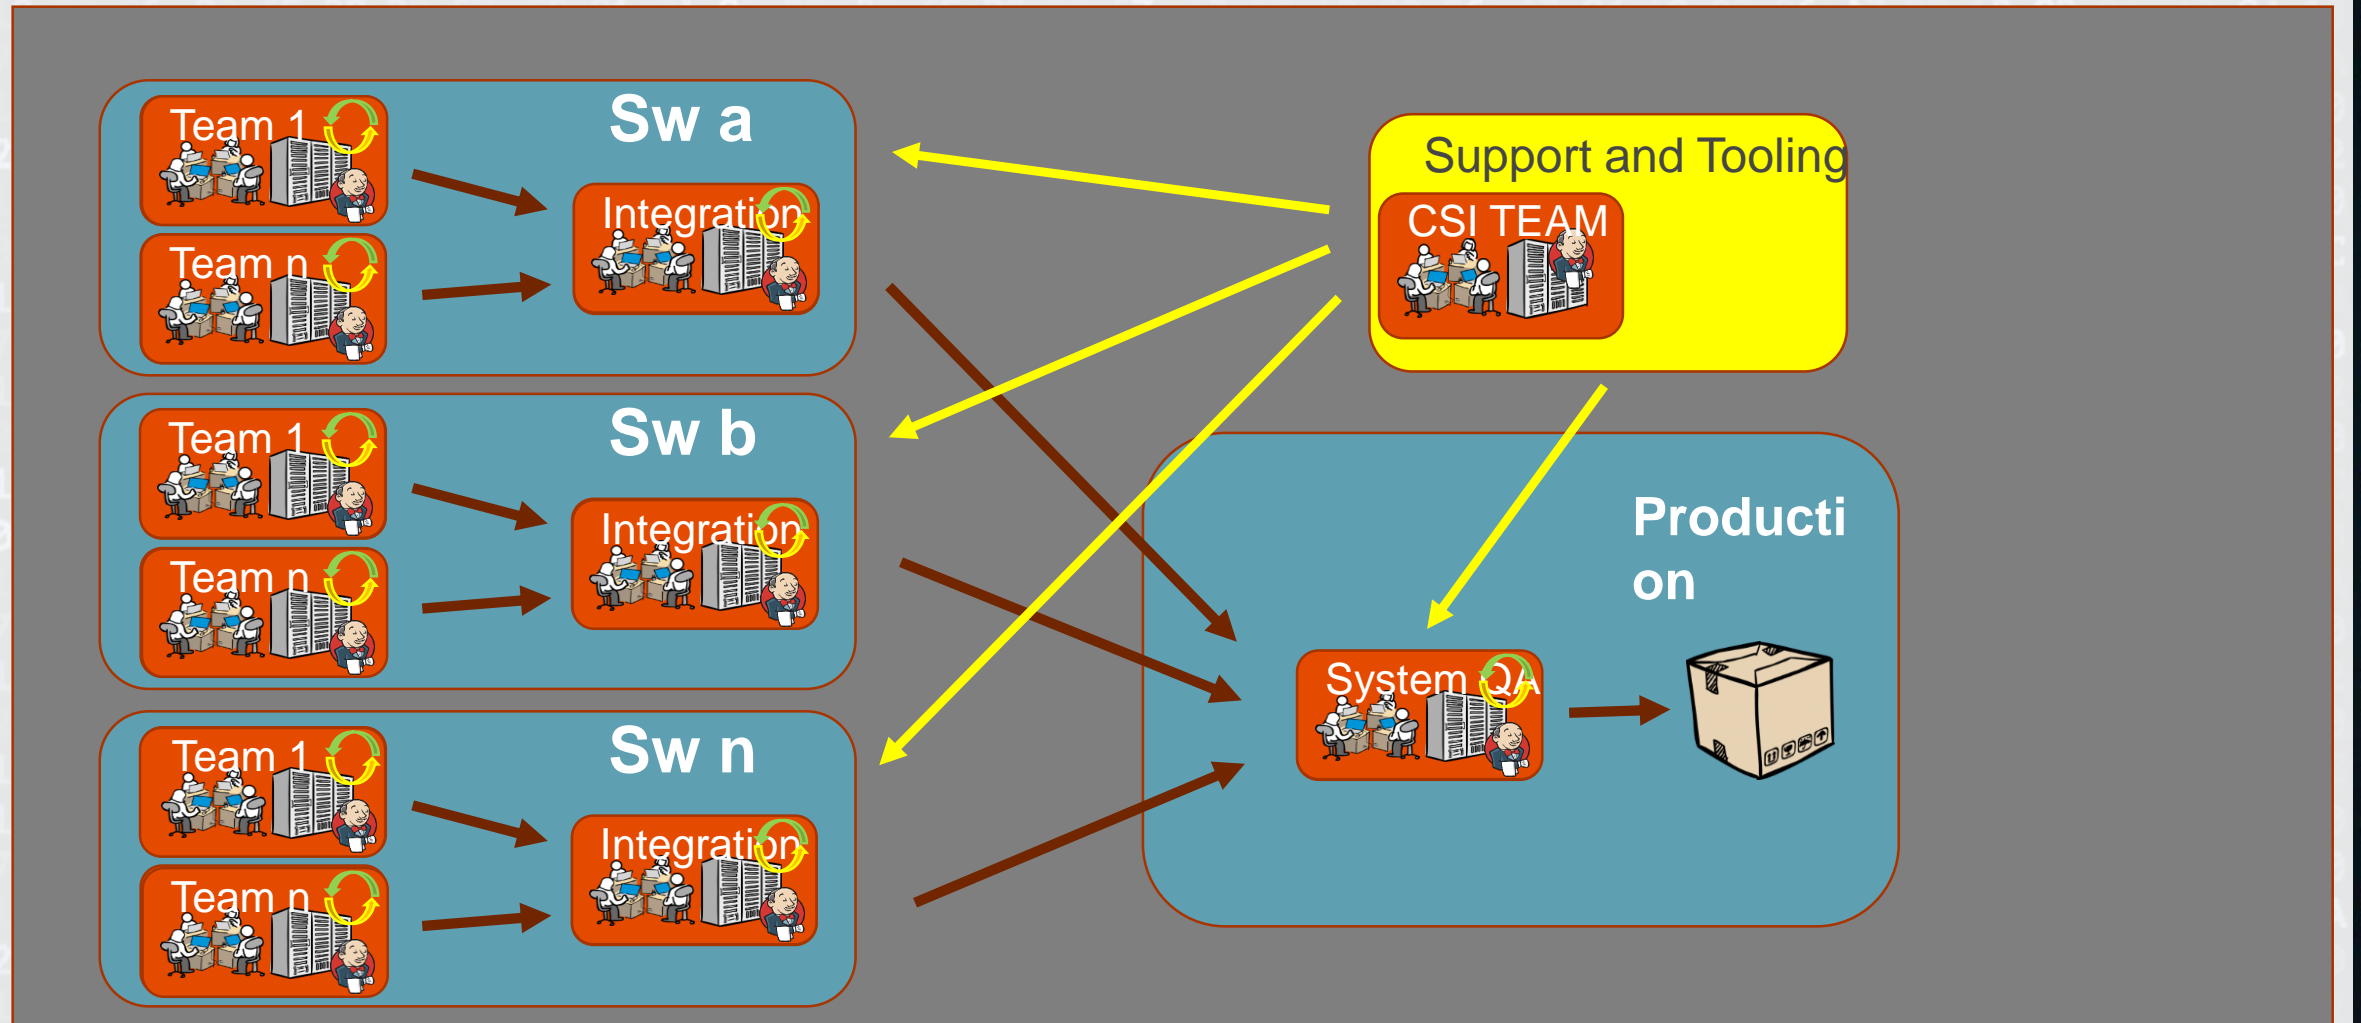 Sw a
Team 1
Integration
Team n
Sw b
Team 1
Integration
Team n
Sw n
Team 1
Integration
Team n
Support and Tooling
CSI TEAM
Producti
on
System QA